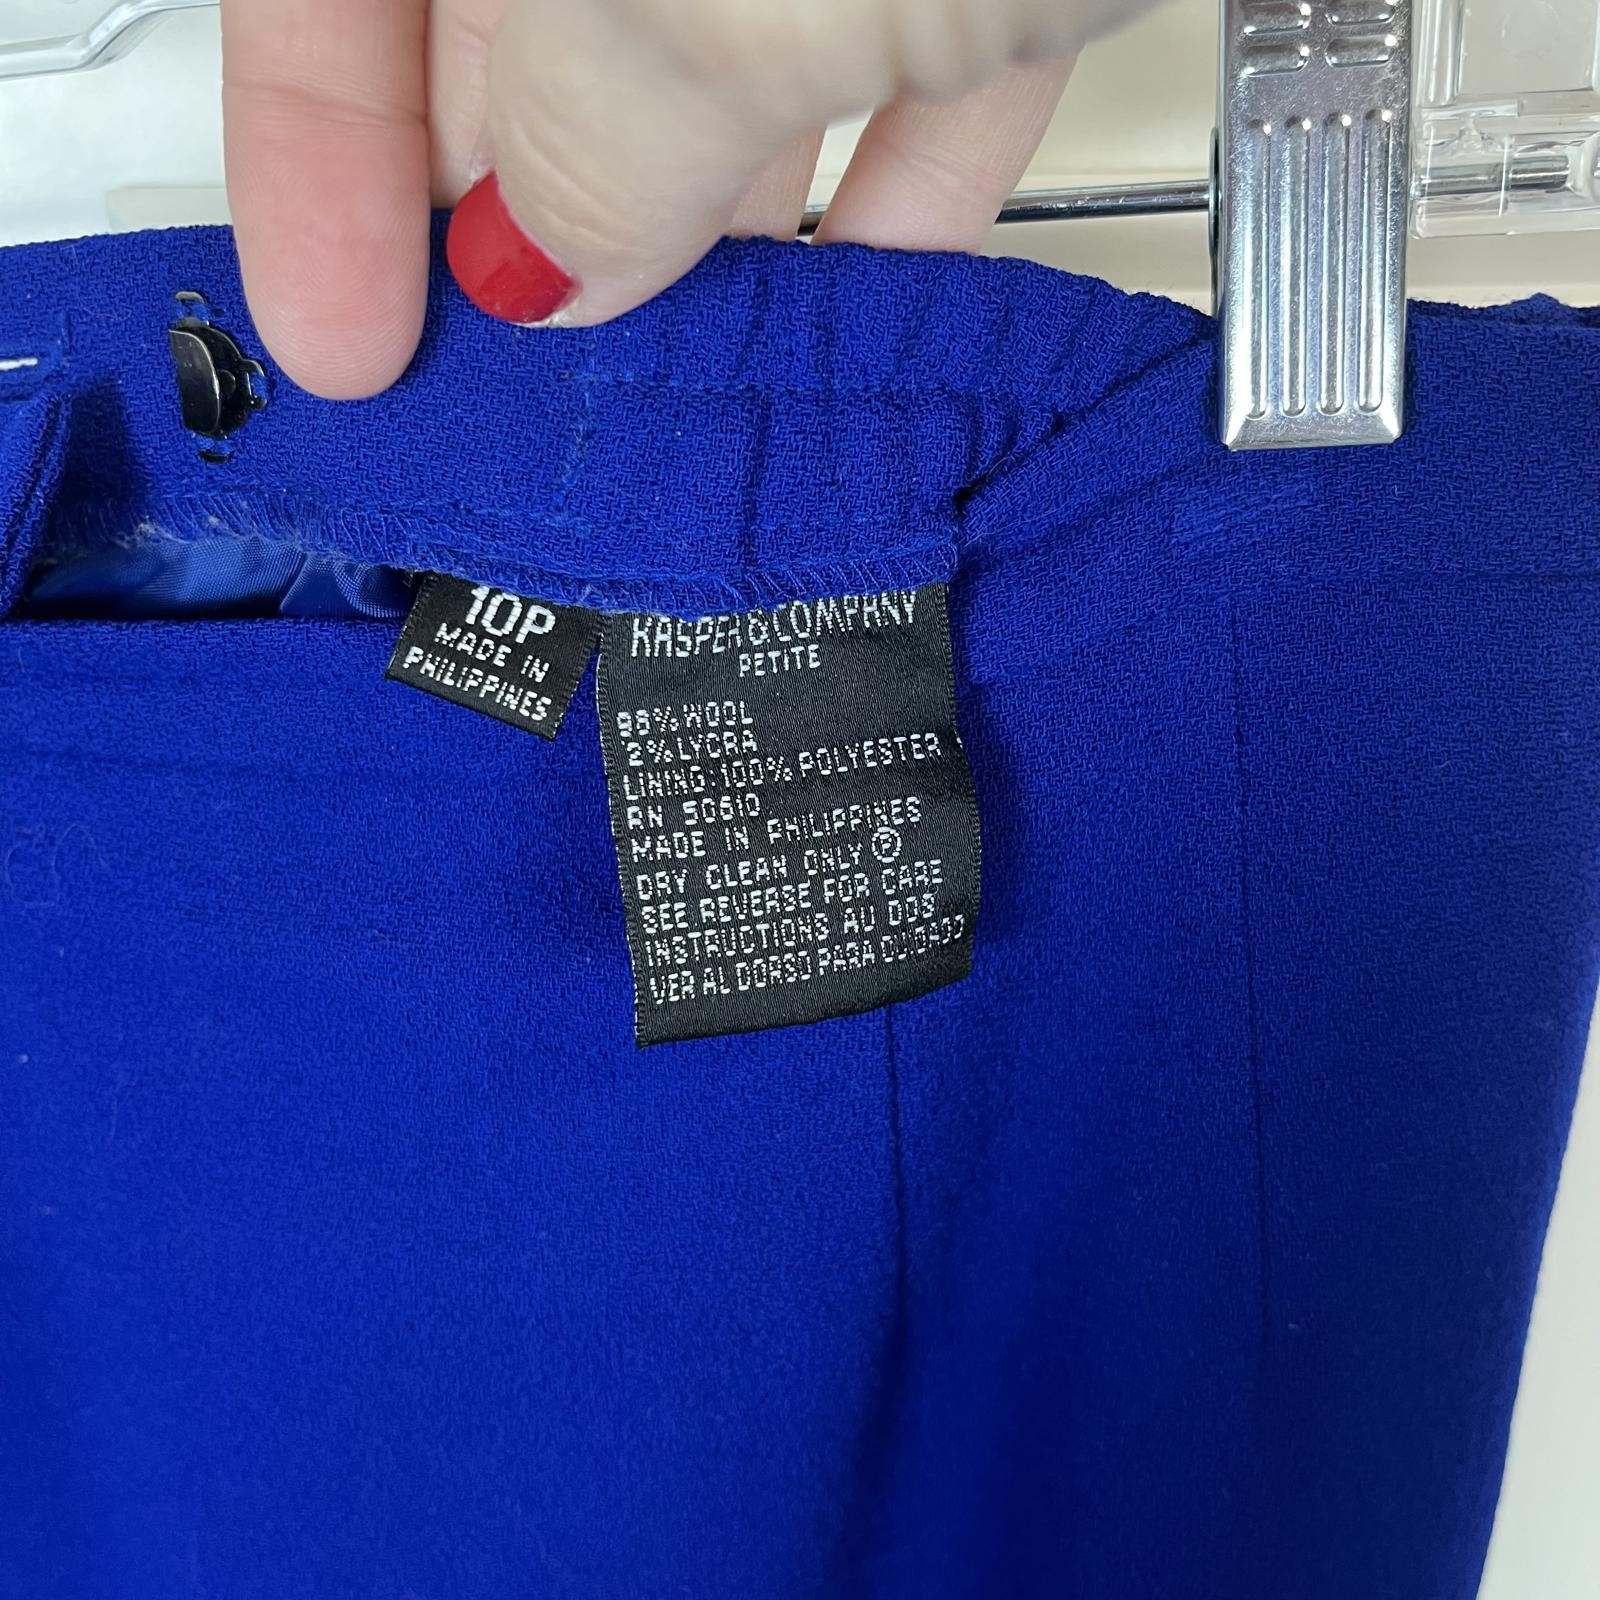 10P
MADE IN
PHILIPPINES
KASPER & COMPANY
PETITE
98% WOOL
2% LYCRA
LINING: 100% POLYESTER
RN 50610
MADE IN PHILIPPINES
DRY CLEAN ONLY Ⓟ
SEE REVERSE FOR CARE
INSTRUCTIONS AU DOS
VER AL DORSO PARA CUIDADO